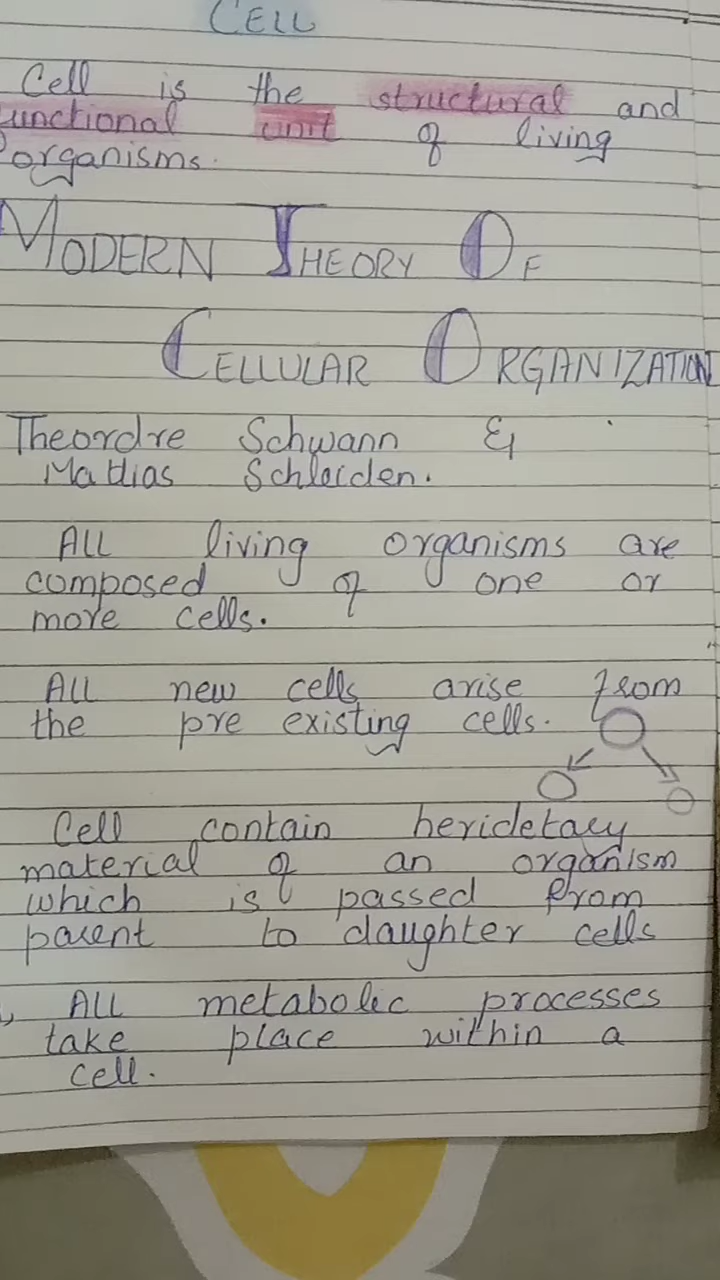 CELL
Cell is the structural and
unctional unit of living
organisms.
MODERN THEORY OF
CELLULAR ORGANIZATION
Theordre Schwann &
Mattias Schleiden.
All living organisms are
composed of one or
more cells.
All new cells arise from
the pre existing cells.
Cell contain heridetary
material of an organism
which is passed from
parent to daughter cells
All metabolic processes
take place within a
cell.